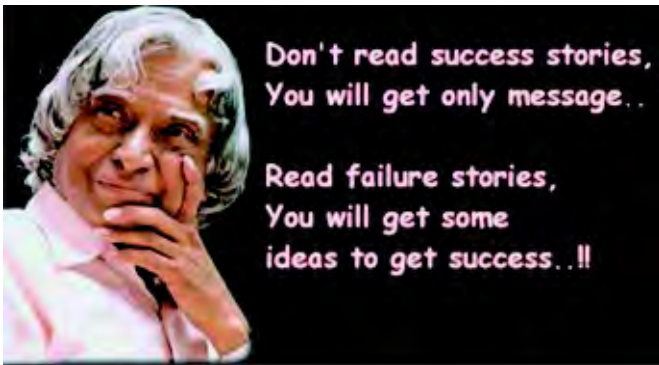 Don't read success stories,
You will get only message..
Read failure stories,
You will get some
ideas to get success..!!